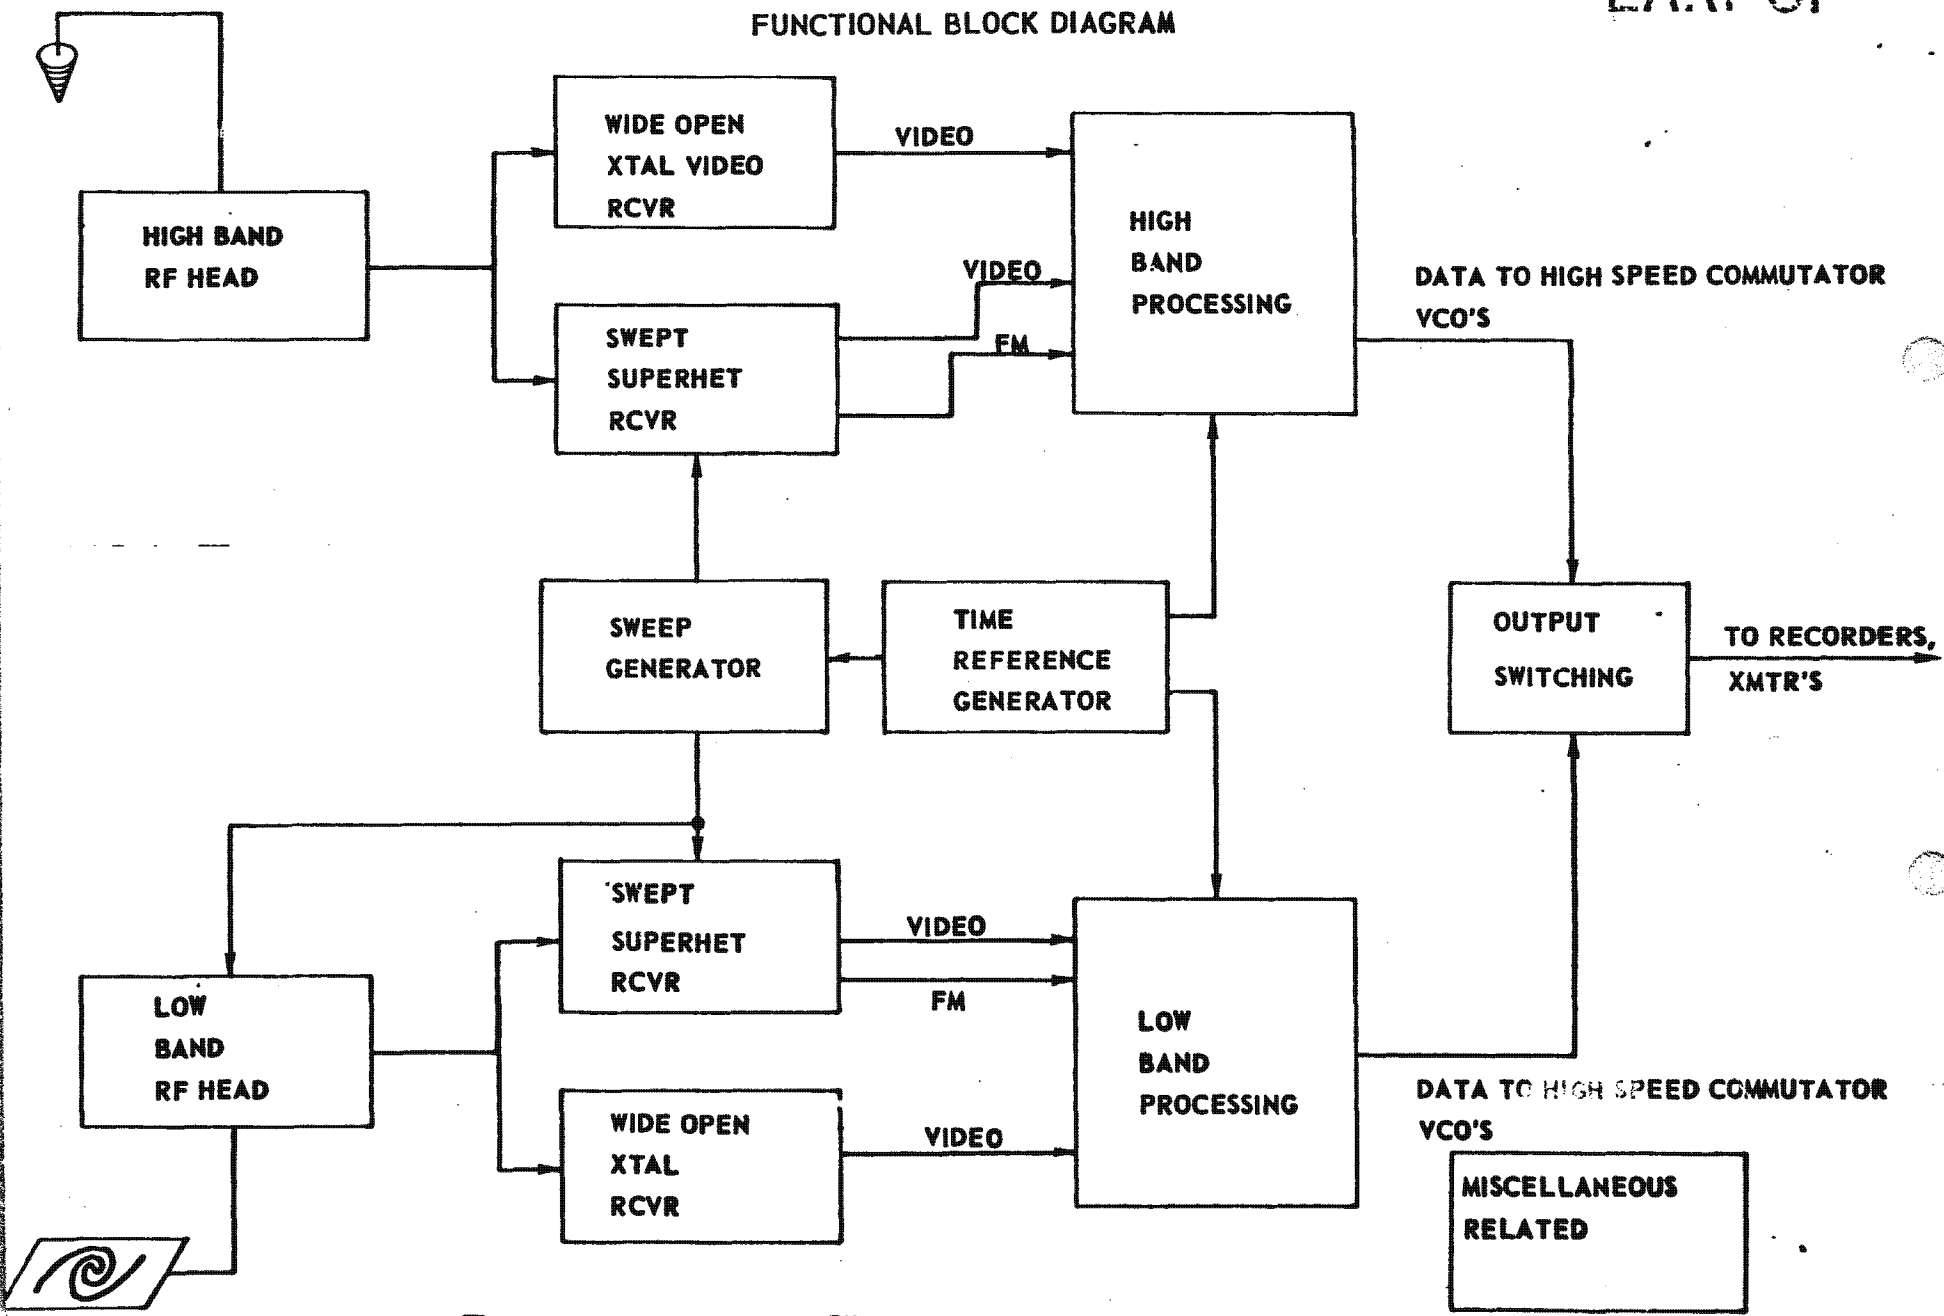 FUNCTIONAL BLOCK DIAGRAM
WIDE OPEN
XTAL VIDEO
RCVR
VIDEO
HIGH BAND
RF HEAD
HIGH
BAND
PROCESSING
VIDEO
FM
SWEPT
SUPERHET
RCVR
DATA TO HIGH SPEED COMMUTATOR
VCO'S
SWEEP
GENERATOR
TIME
REFERENCE
GENERATOR
OUTPUT
SWITCHING
TO RECORDERS,
XMTR'S
SWEPT
SUPERHET
RCVR
VIDEO
FM
LOW
BAND
RF HEAD
LOW
BAND
PROCESSING
WIDE OPEN
XTAL
RCVR
VIDEO
DATA TO HIGH SPEED COMMUTATOR
VCO'S
MISCELLANEOUS
RELATED